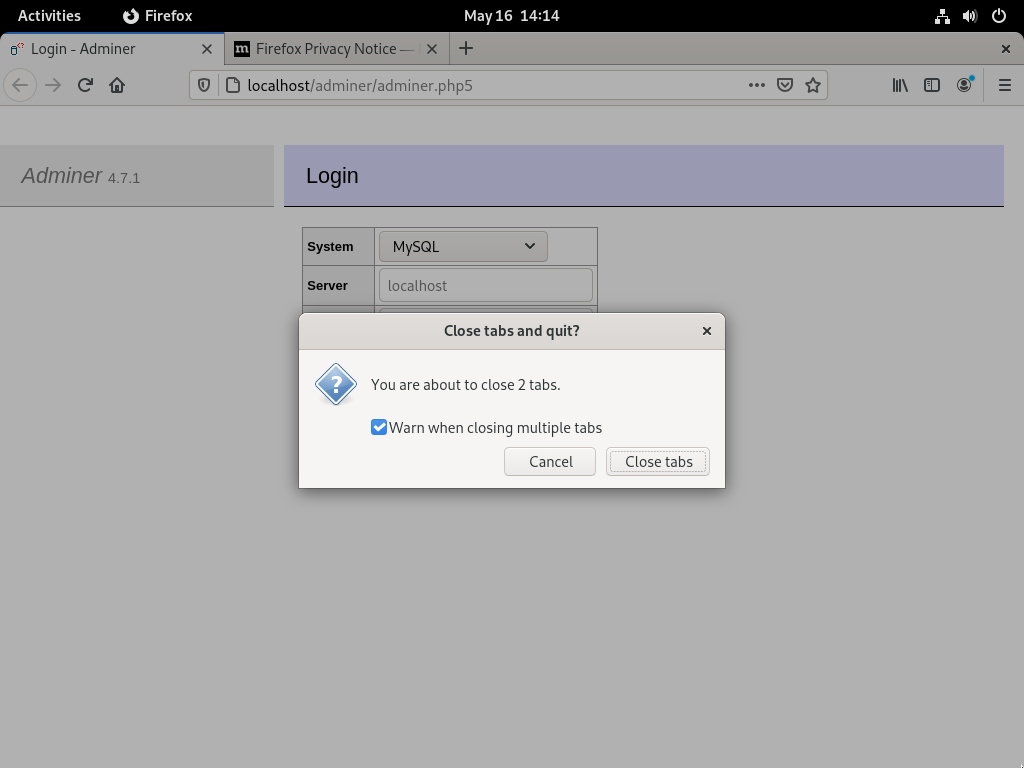 Activities Firefox May 16 14:14
Login - Adminer Firefox Privacy Notice —
localhost/adminer/adminer.php5
Adminer 4.7.1
Login
System MySQL
Server localhost
Close tabs and quit?
You are about to close 2 tabs.
Warn when closing multiple tabs
Cancel Close tabs